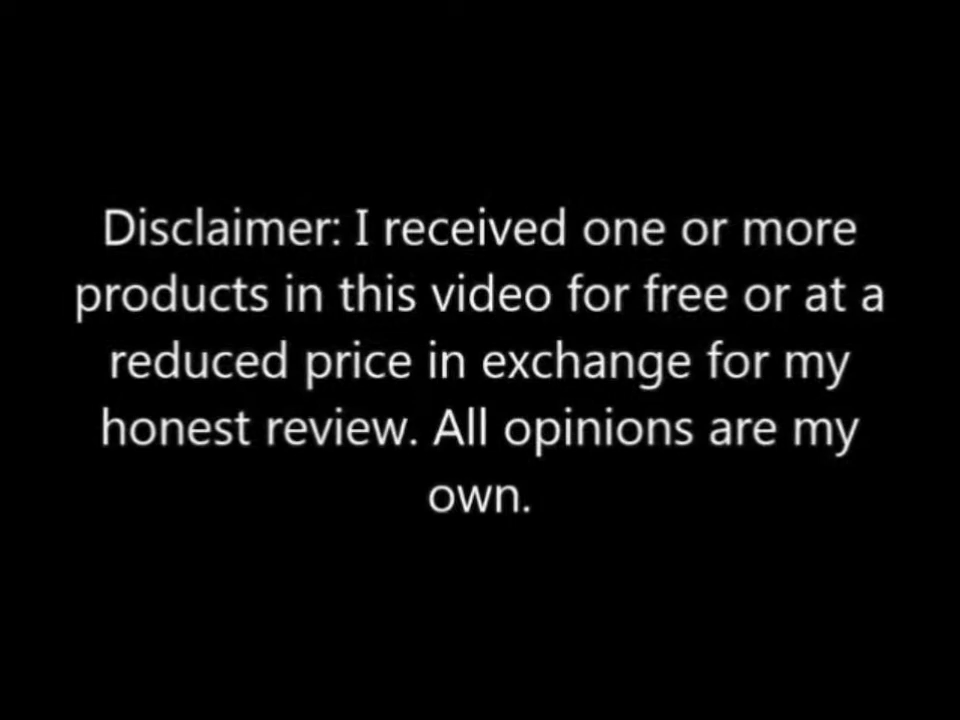 Disclaimer: I received one or more
products in this video for free or at a
reduced price in exchange for my
honest review. All opinions are my
own.